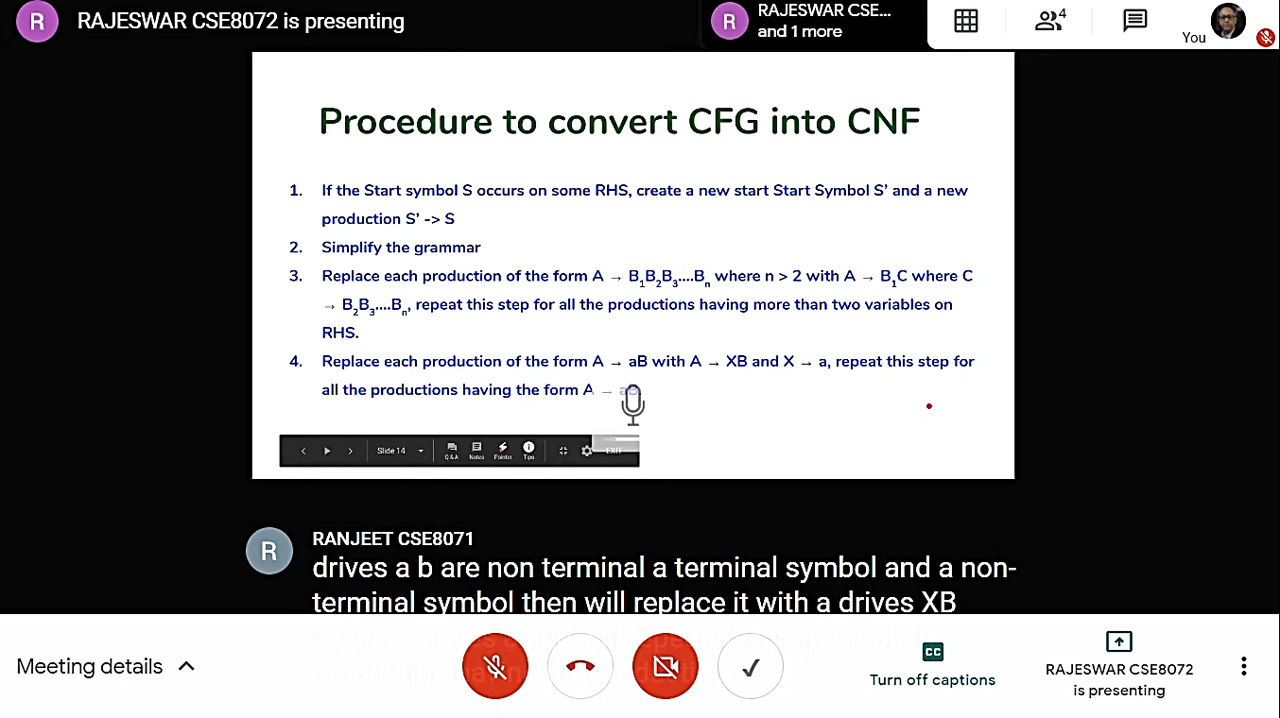 R
RAJESWAR CSE8072 is presenting
R
RAJESWAR CSE...
and 1 more
4
You
Procedure to convert CFG into CNF
1. If the Start symbol S occurs on some RHS, create a new start Start Symbol S' and a new
production S' -> S
2. Simplify the grammar
3. Replace each production of the form A → B1B2B3....Bn where n > 2 with A → B1C where C
→ B2B3....Bn, repeat this step for all the productions having more than two variables on
RHS.
4. Replace each production of the form A → aB with A → XB and X → a, repeat this step for
all the productions having the form A → aB
Slide 14
Q & A
Notes
Pointer
Tips
EXIT
R
RANJEET CSE8071
drives a b are non terminal a terminal symbol and a non-
terminal symbol then will replace it with a drives XB
Meeting details
CC
Turn off captions
RAJESWAR CSE8072
is presenting